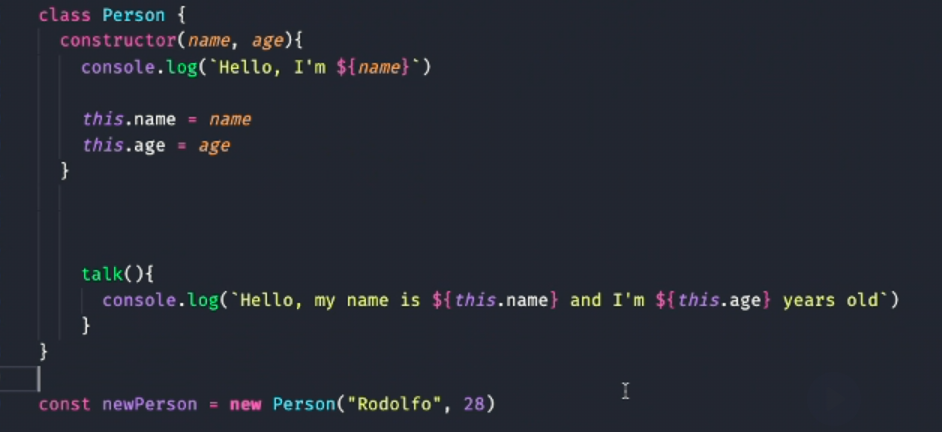 class Person {
constructor(name, age){
console.log(`Hello, I'm ${name}`)
this.name = name
this.age = age
}
talk(){
console.log(`Hello, my name is ${this.name} and I'm ${this.age} years old`)
}
}
const newPerson = new Person("Rodolfo", 28)